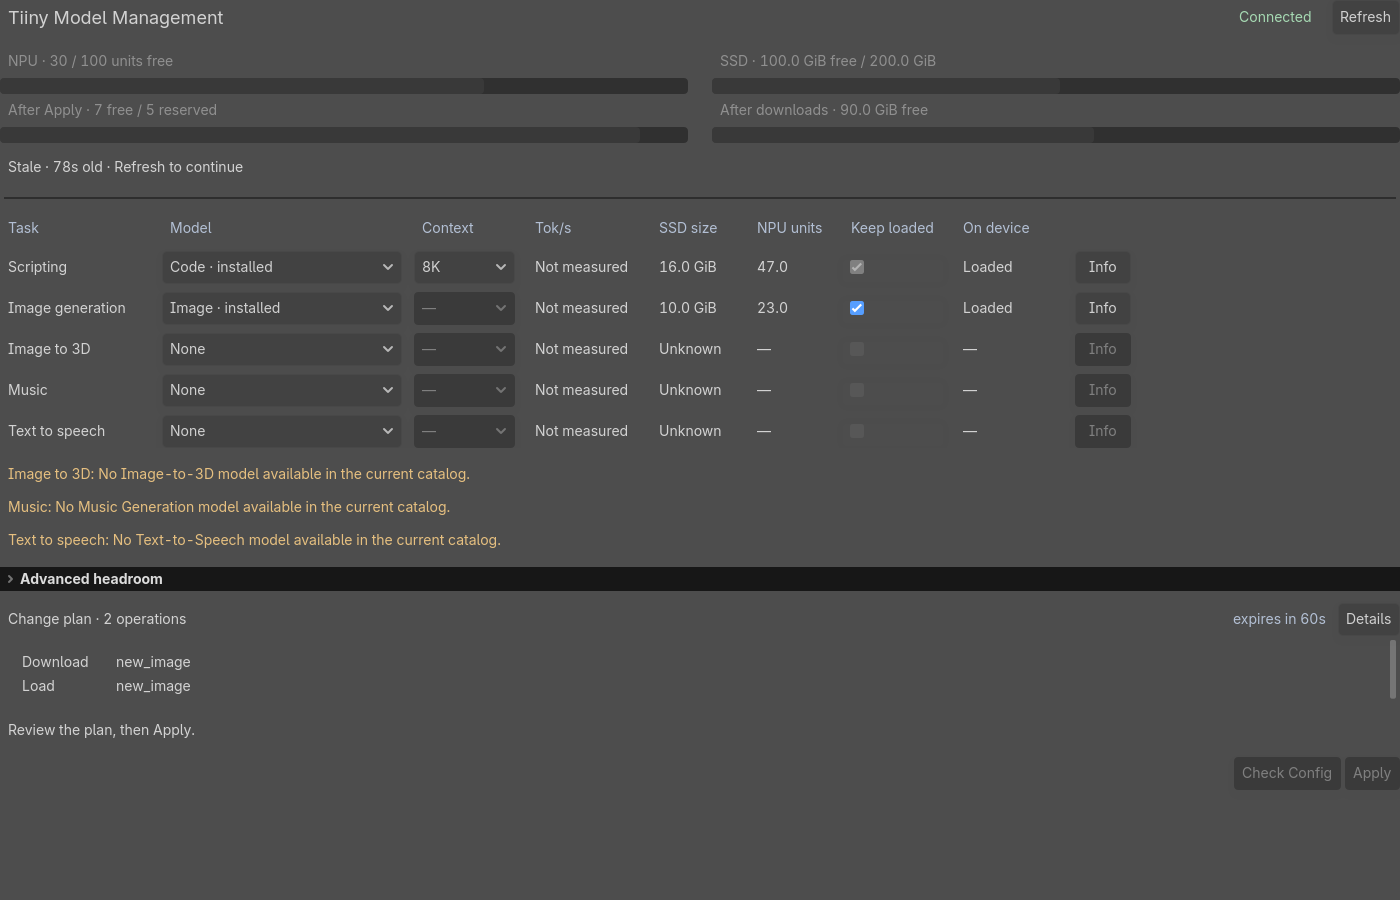 Tiiny Model Management Connected Refresh
NPU · 30 / 100 units free SSD · 100.0 GiB free / 200.0 GiB
After Apply · 7 free / 5 reserved After downloads · 90.0 GiB free
Stale · 78s old · Refresh to continue
Task Model Context Tok/s SSD size NPU units Keep loaded On device
Scripting Code · installed 8K Not measured 16.0 GiB 47.0 Loaded Info
Image generation Image · installed — Not measured 10.0 GiB 23.0 Loaded Info
Image to 3D None — Not measured Unknown — — Info
Music None — Not measured Unknown — — Info
Text to speech None — Not measured Unknown — — Info
Image to 3D: No Image-to-3D model available in the current catalog.
Music: No Music Generation model available in the current catalog.
Text to speech: No Text-to-Speech model available in the current catalog.
Advanced headroom
Change plan · 2 operations expires in 60s Details
Download new_image
Load new_image
Review the plan, then Apply.
Check Config Apply